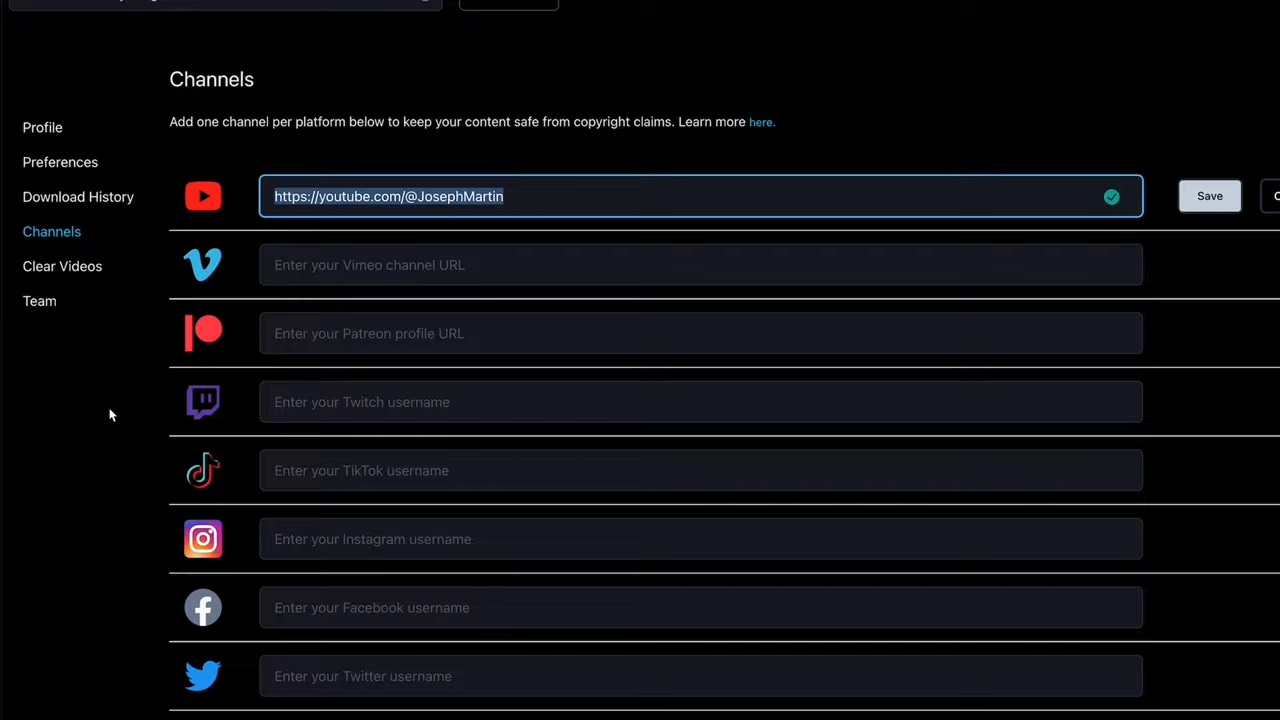 Channels
Add one channel per platform below to keep your content safe from copyright claims. Learn more here.
Profile
Preferences
Download History
Channels
Clear Videos
Team
https://youtube.com/@JosephMartin
Save
Enter your Vimeo channel URL
Enter your Patreon profile URL
Enter your Twitch username
Enter your TikTok username
Enter your Instagram username
Enter your Facebook username
Enter your Twitter username